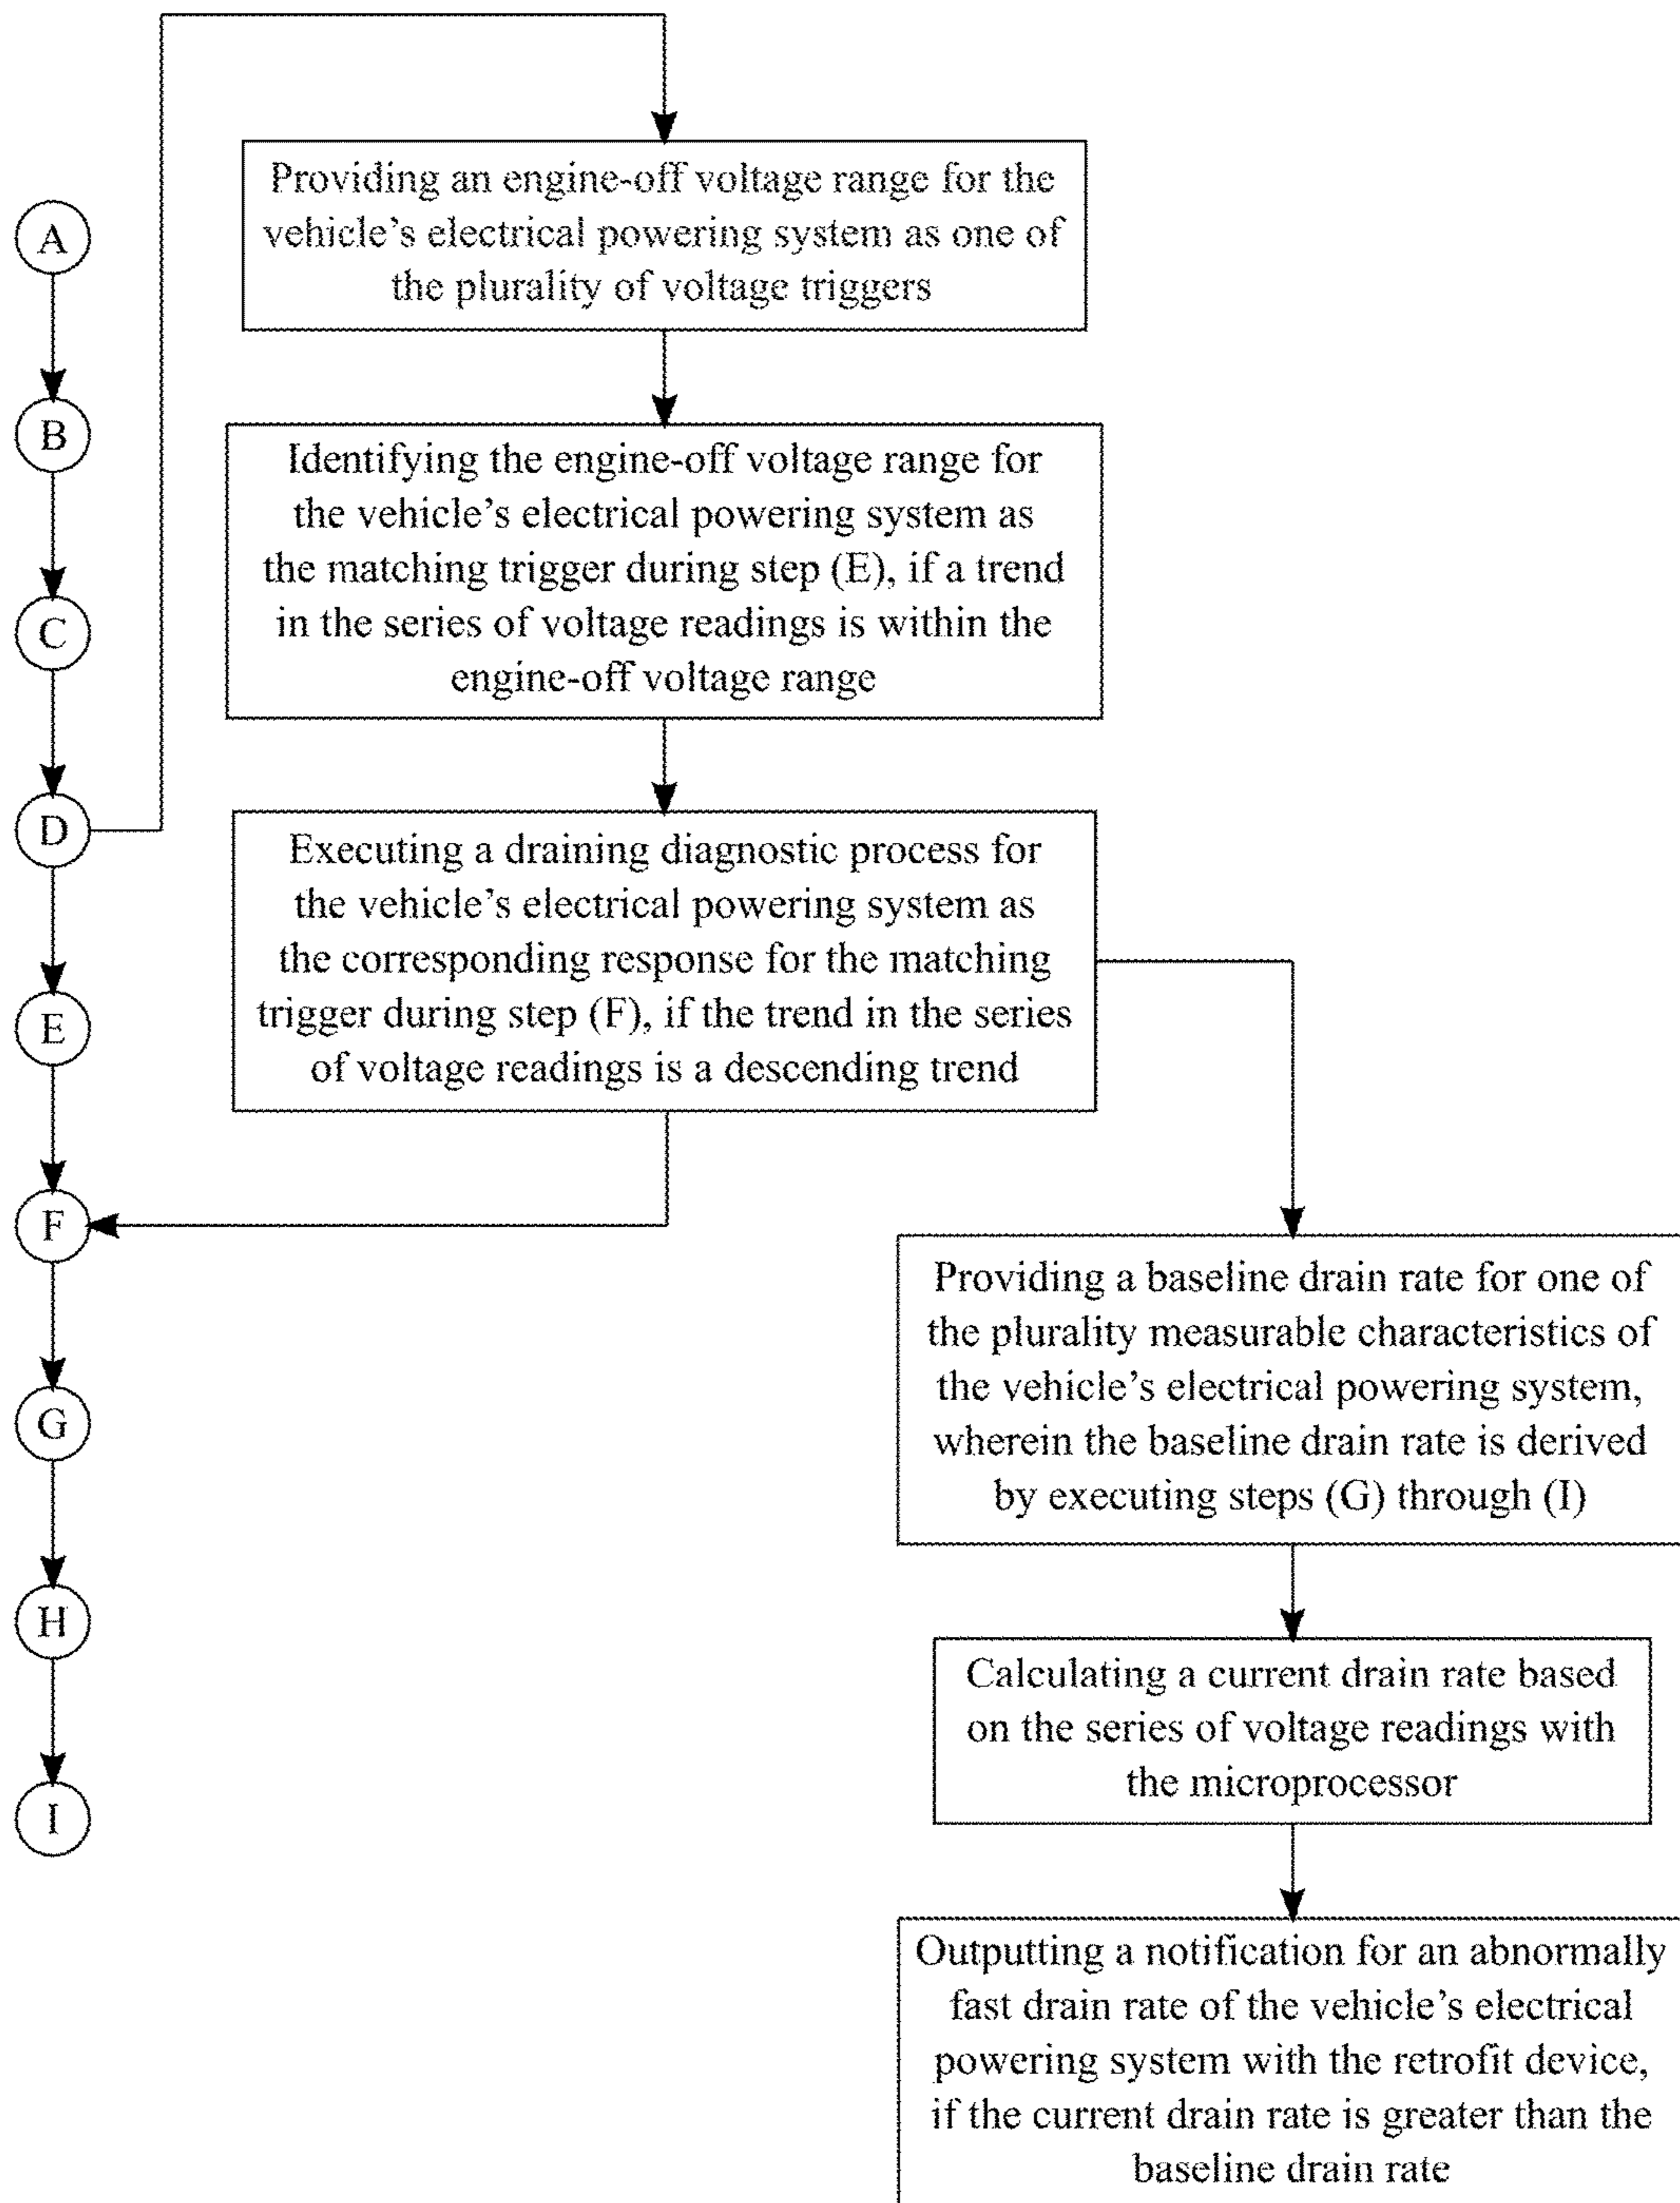 A
B
C
D
E
F
G
H
I
Providing an engine-off voltage range for the
vehicle's electrical powering system as one of
the plurality of voltage triggers
Identifying the engine-off voltage range for
the vehicle's electrical powering system as
the matching trigger during step (E), if a trend
in the series of voltage readings is within the
engine-off voltage range
Executing a draining diagnostic process for
the vehicle's electrical powering system as
the corresponding response for the matching
trigger during step (F), if the trend in the series
of voltage readings is a descending trend
Providing a baseline drain rate for one of
the plurality measurable characteristics of
the vehicle's electrical powering system,
wherein the baseline drain rate is derived
by executing steps (G) through (I)
Calculating a current drain rate based
on the series of voltage readings with
the microprocessor
Outputting a notification for an abnormally
fast drain rate of the vehicle's electrical
powering system with the retrofit device,
if the current drain rate is greater than the
baseline drain rate